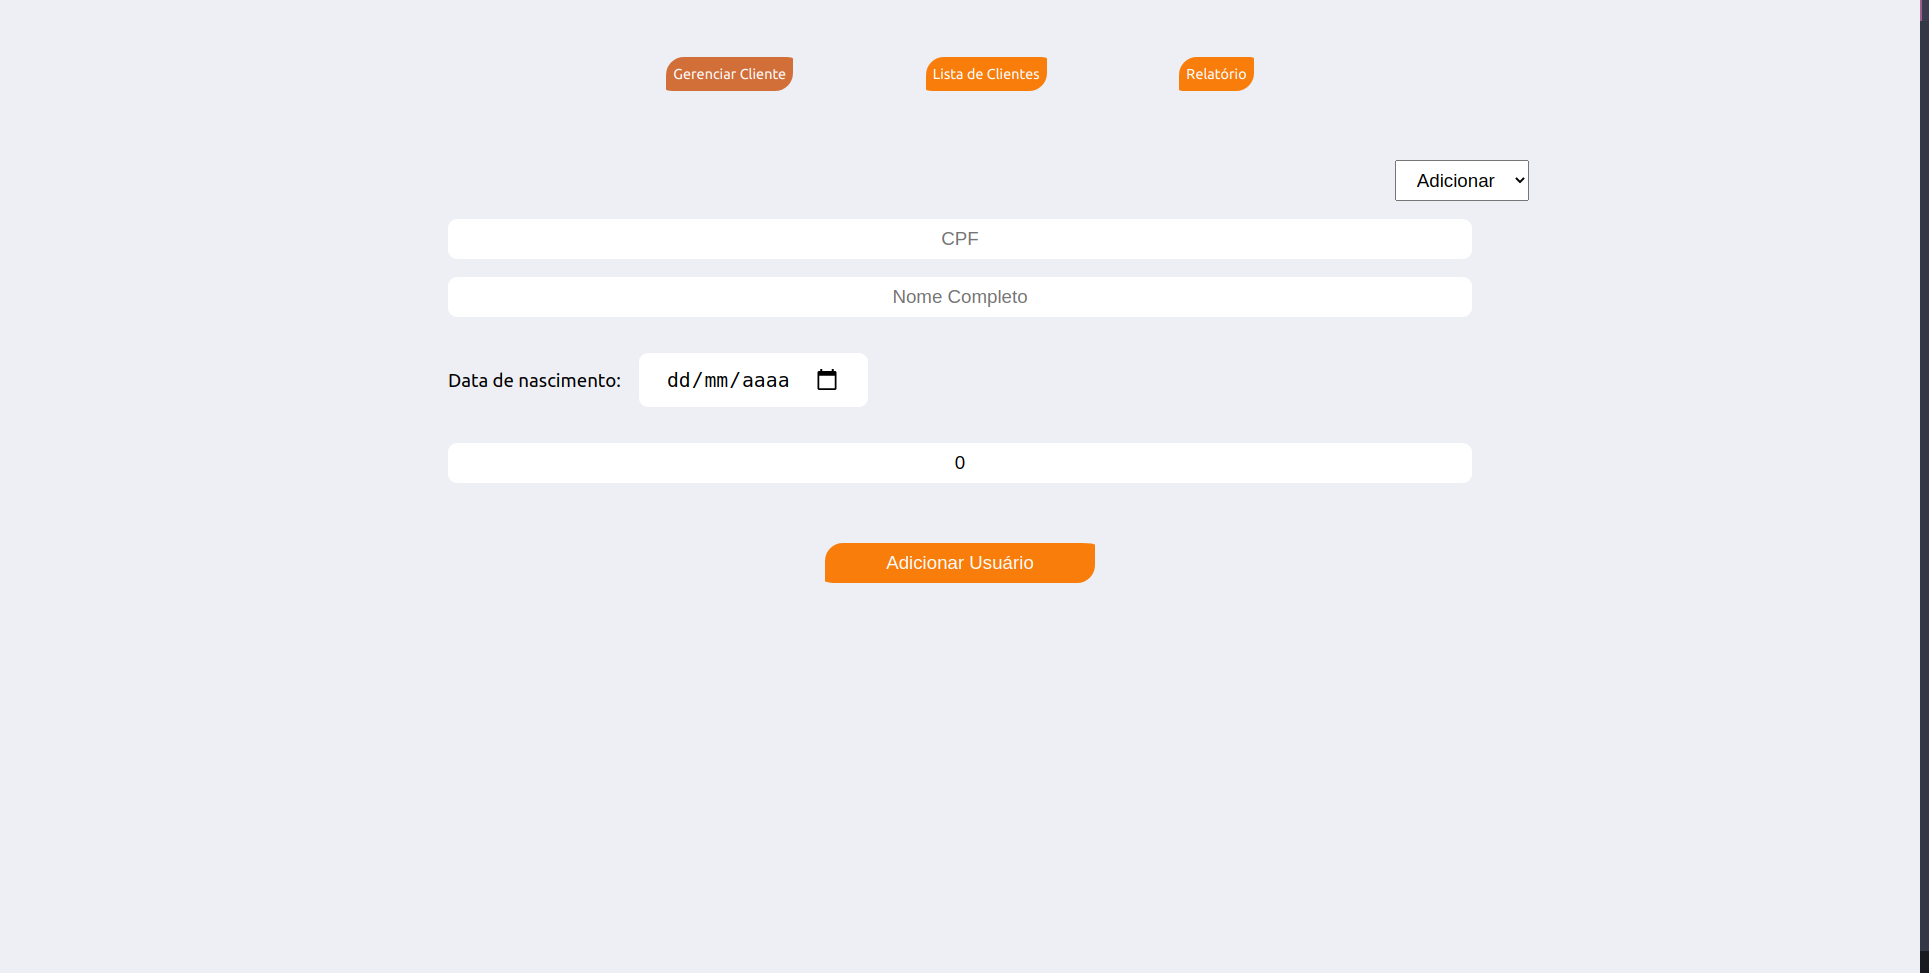 Gerenciar Cliente
Lista de Clientes
Relatório
Adicionar
CPF
Nome Completo
Data de nascimento: dd/mm/aaaa
0
Adicionar Usuário